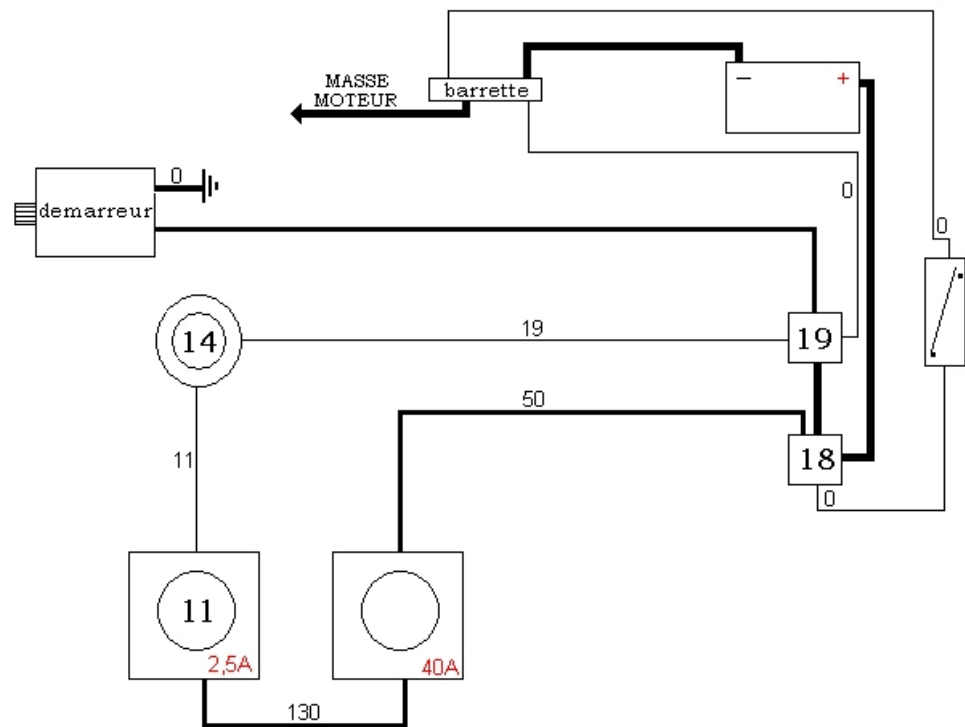 MASSE
MOTEUR
barrette
— +
0
demarreur
0
0
14
19
19
50
11
18
0
11
2,5A
40A
130